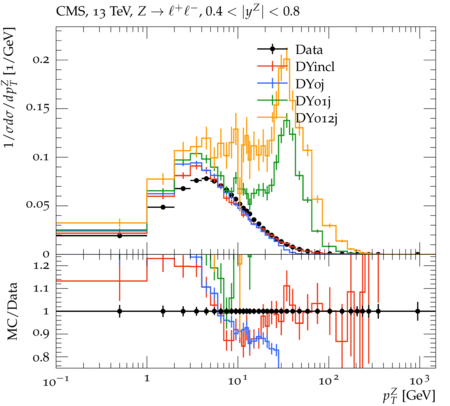 CMS, 13 TeV, Z → ℓ⁺ℓ⁻, 0.4 < |y^Z| < 0.8
1/σdσ/dp_T^Z [1/GeV]
Data
DYincl
DY0j
DY01j
DY012j
0.2
0.15
0.1
0.05
0
MC/Data
1.2
1.1
1
0.9
0.8
10⁻¹ 1 10¹ 10² 10³
p_T^Z [GeV]